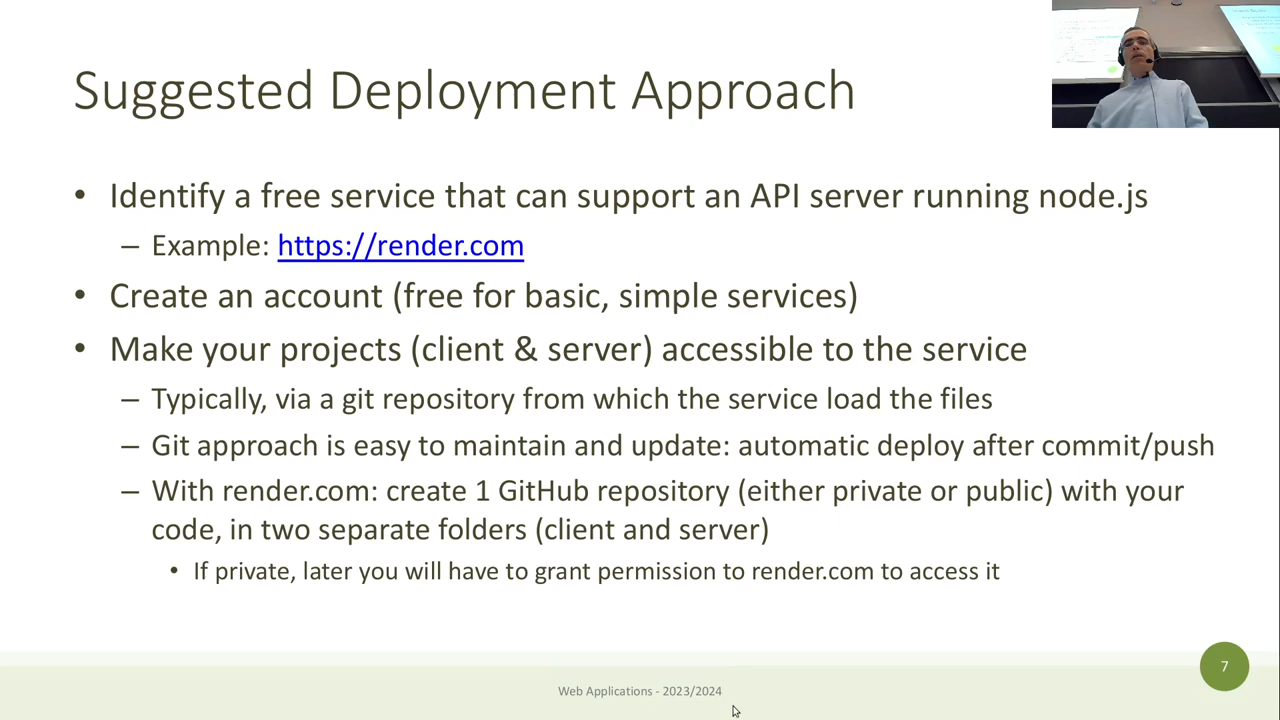 Suggested Deployment Approach
• Identify a free service that can support an API server running node.js
– Example: https://render.com
• Create an account (free for basic, simple services)
• Make your projects (client & server) accessible to the service
– Typically, via a git repository from which the service load the files
– Git approach is easy to maintain and update: automatic deploy after commit/push
– With render.com: create 1 GitHub repository (either private or public) with your
code, in two separate folders (client and server)
• If private, later you will have to grant permission to render.com to access it
7
Web Applications - 2023/2024